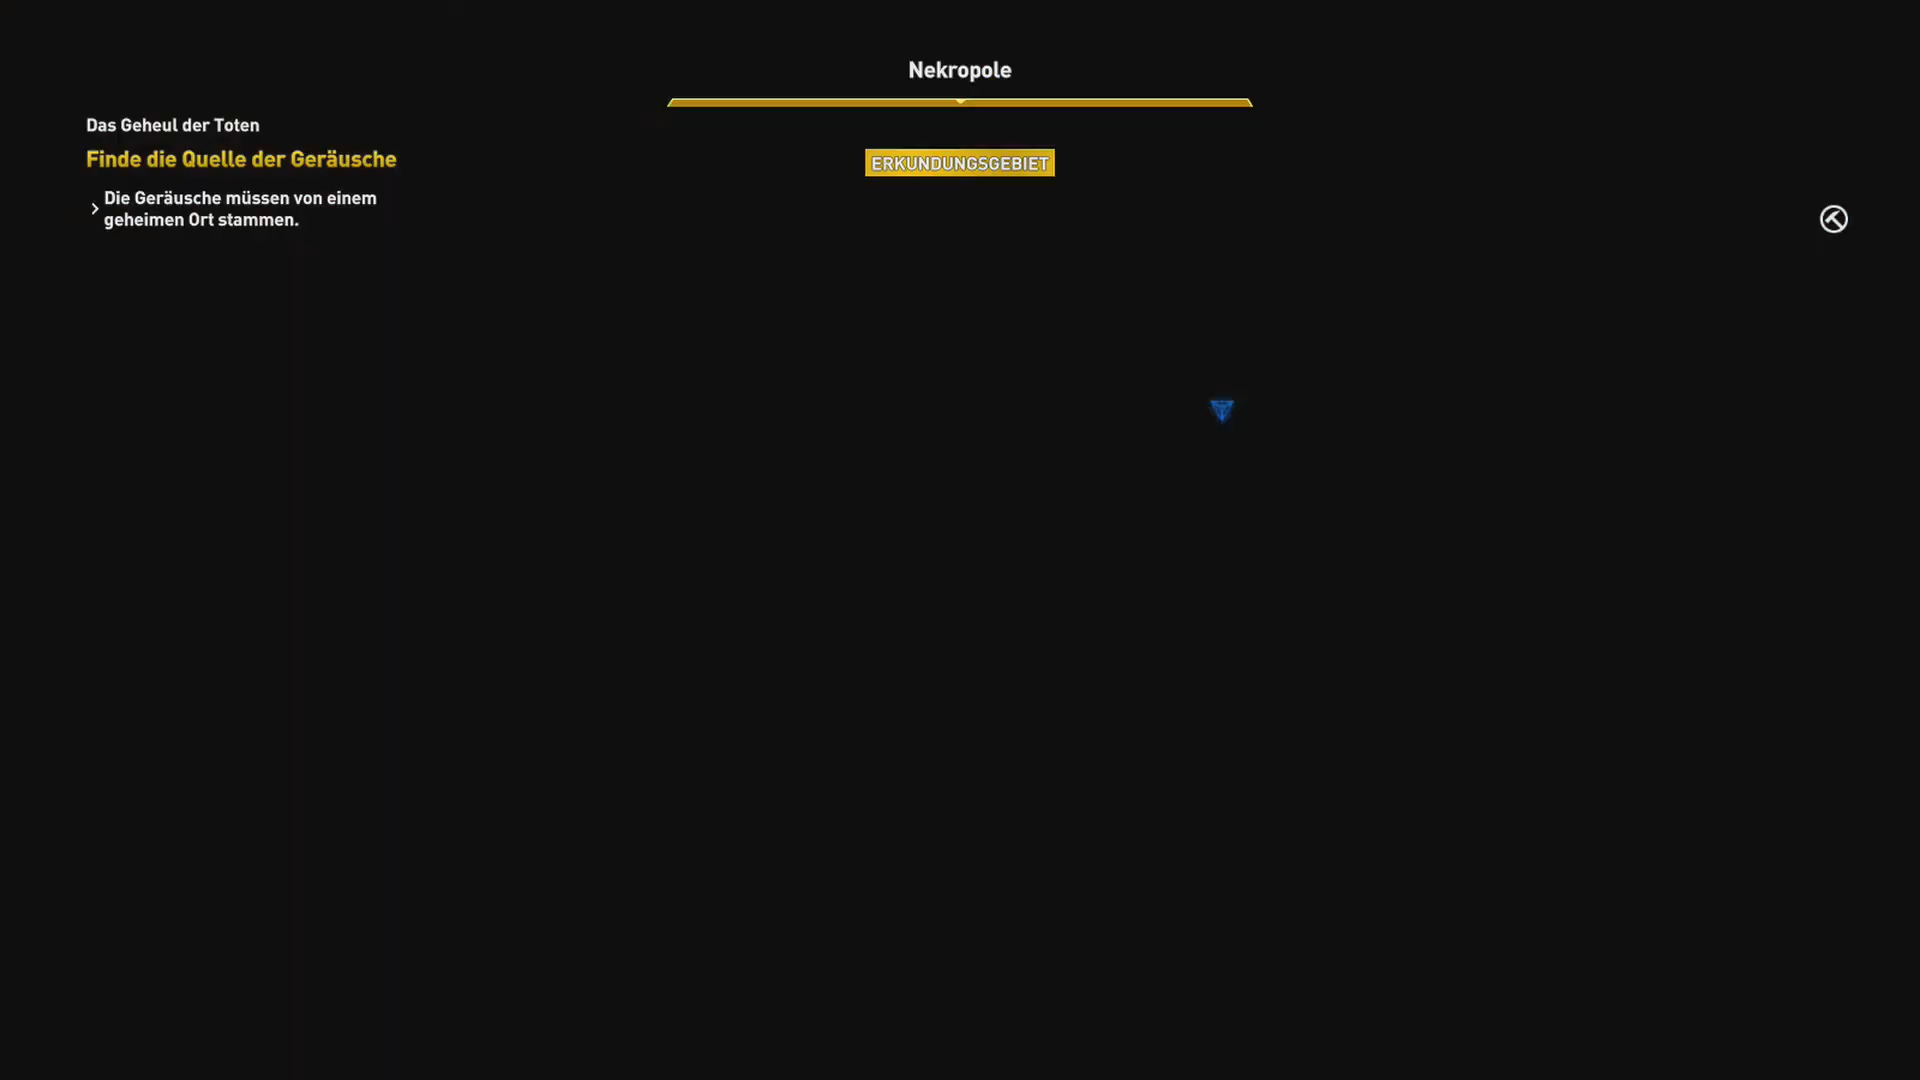 Nekropole
Das Geheul der Toten
Finde die Quelle der Geräusche
ERKUNDUNGSGEBIET
Die Geräusche müssen von einem
geheimen Ort stammen.